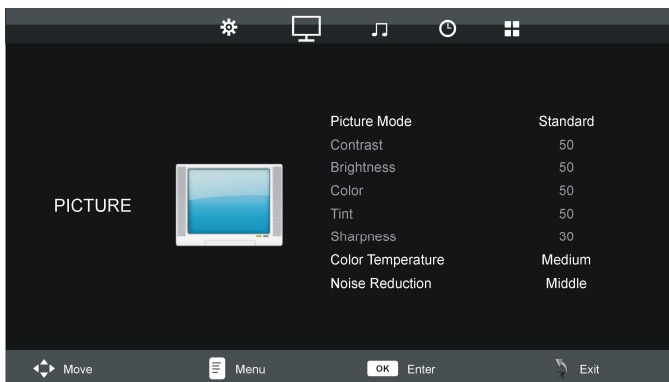 PICTURE
Picture Mode Standard
Contrast 50
Brightness 50
Color 50
Tint 50
Sharpness 30
Color Temperature Medium
Noise Reduction Middle
Move Menu OK Enter Exit